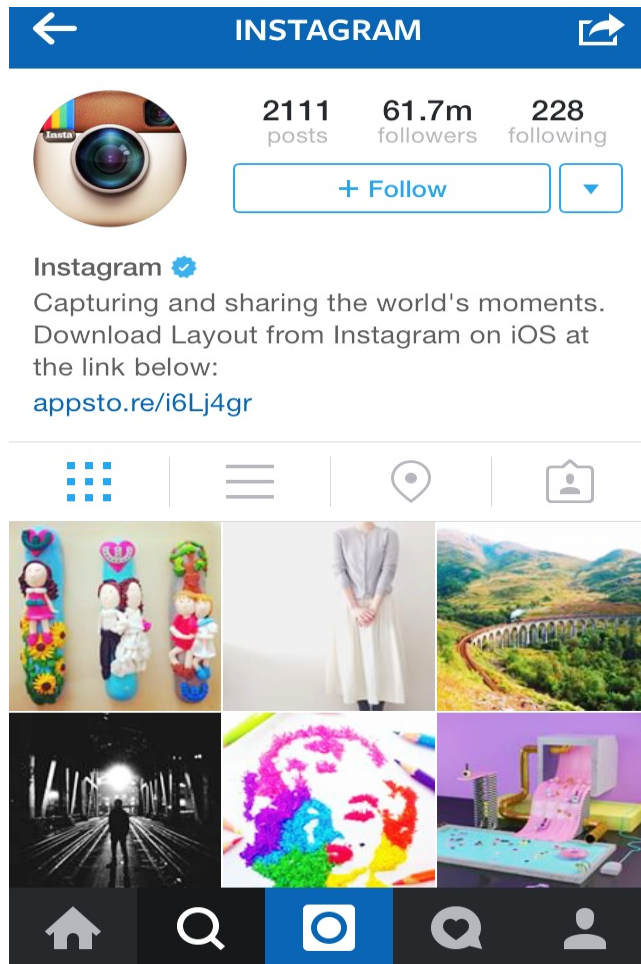 INSTAGRAM
Insta
2111 61.7m 228
posts followers following
+ Follow
Instagram
Capturing and sharing the world's moments.
Download Layout from Instagram on iOS at
the link below:
appsto.re/i6Lj4gr